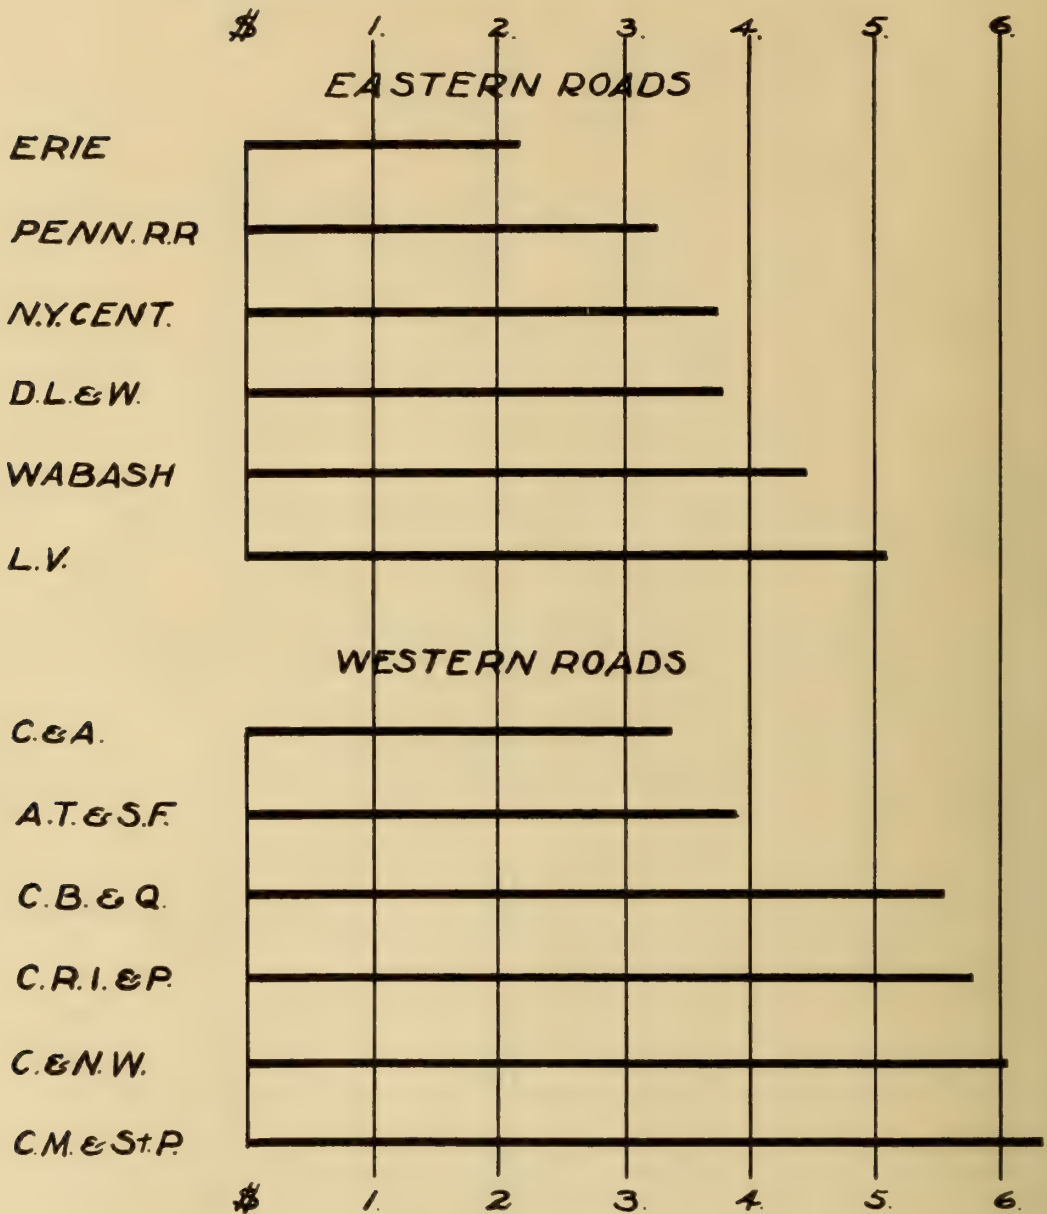 $ 1. 2. 3. 4. 5. 6.
EASTERN ROADS
ERIE
PENN. R.R
N.Y. CENT.
D. L. & W.
WABASH
L. V.
WESTERN ROADS
C. & A.
A. T. & S. F.
C. B. & Q.
C. R. I. & P.
C. & N. W.
C. M. & St. P.
$ 1. 2 3. 4. 5. 6.